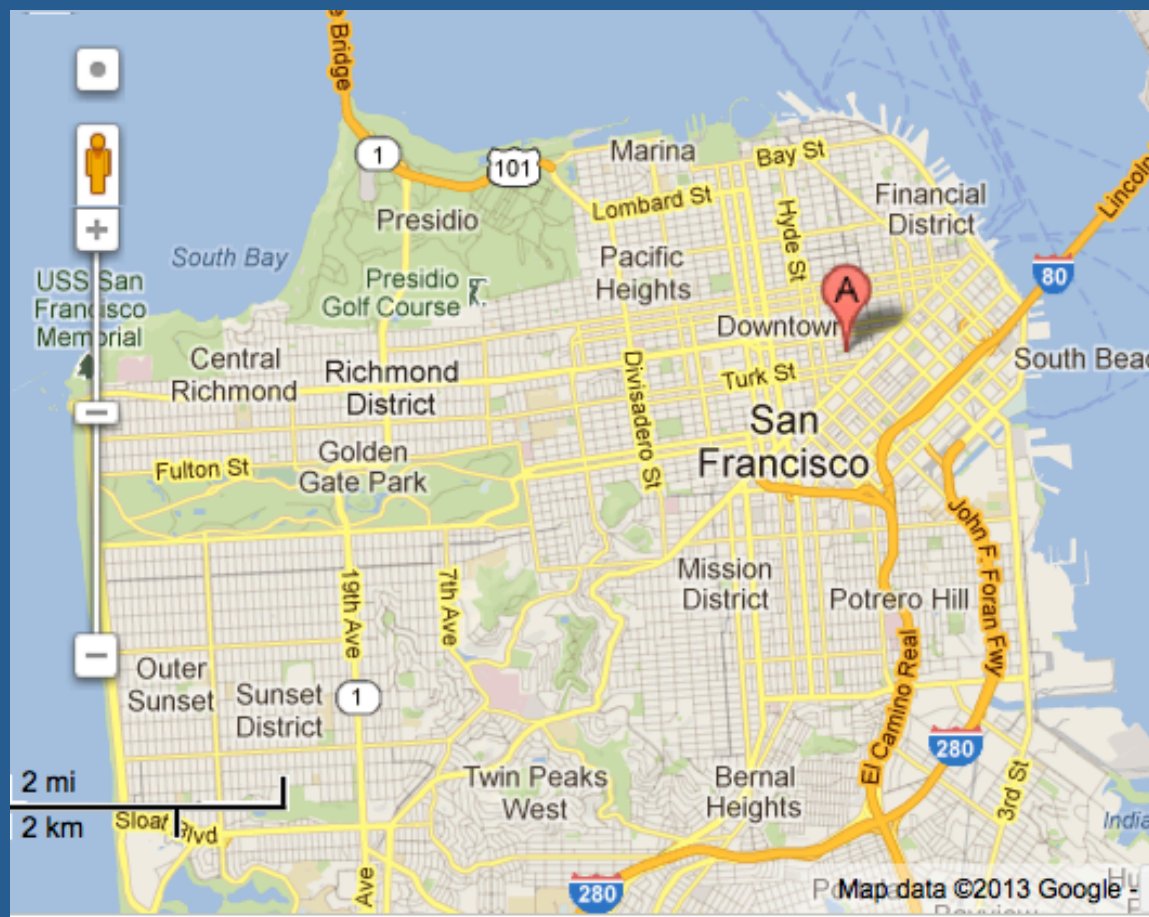 e Bridge
1
101
Marina
Bay St
Lombard St
Financial
District
Lincoln
Presidio
Hyde St
South Bay
Pacific
Heights
Presidio
Golf Course
USS San
Francisco
Memorial
80
A
Downtown
South Beac
Central
Richmond
Richmond
District
Divisadero St
Turk St
San
Francisco
Golden
Gate Park
Fulton St
John F. Foran Fwy
19th Ave
7th Ave
Mission
District
Potrero Hill
El Camino Real
Outer
Sunset
Sunset
District
1
280
2 mi
2 km
Twin Peaks
West
Bernal
Heights
3rd St
Sloat Blvd
India
Ave
280
Map data ©2013 Google -